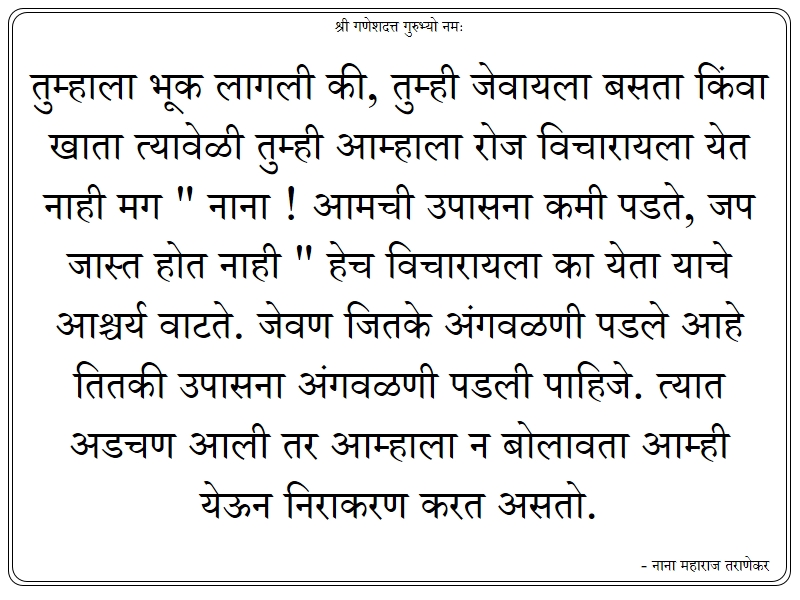 श्री गणेशदत्त गुरुभ्यो नमः
तुम्हाला भूक लागली की, तुम्ही जेवायला बसता किंवा
खाता त्यावेळी तुम्ही आम्हाला रोज विचारायला येत
नाही मग " नाना ! आमची उपासना कमी पडते, जप
जास्त होत नाही " हेच विचारायला का येता याचे
आश्चर्य वाटते. जेवण जितके अंगवळणी पडले आहे
तितकी उपासना अंगवळणी पडली पाहिजे. त्यात
अडचण आली तर आम्हाला न बोलावता आम्ही
येऊन निराकरण करत असतो.
- नाना महाराज तराणेकर